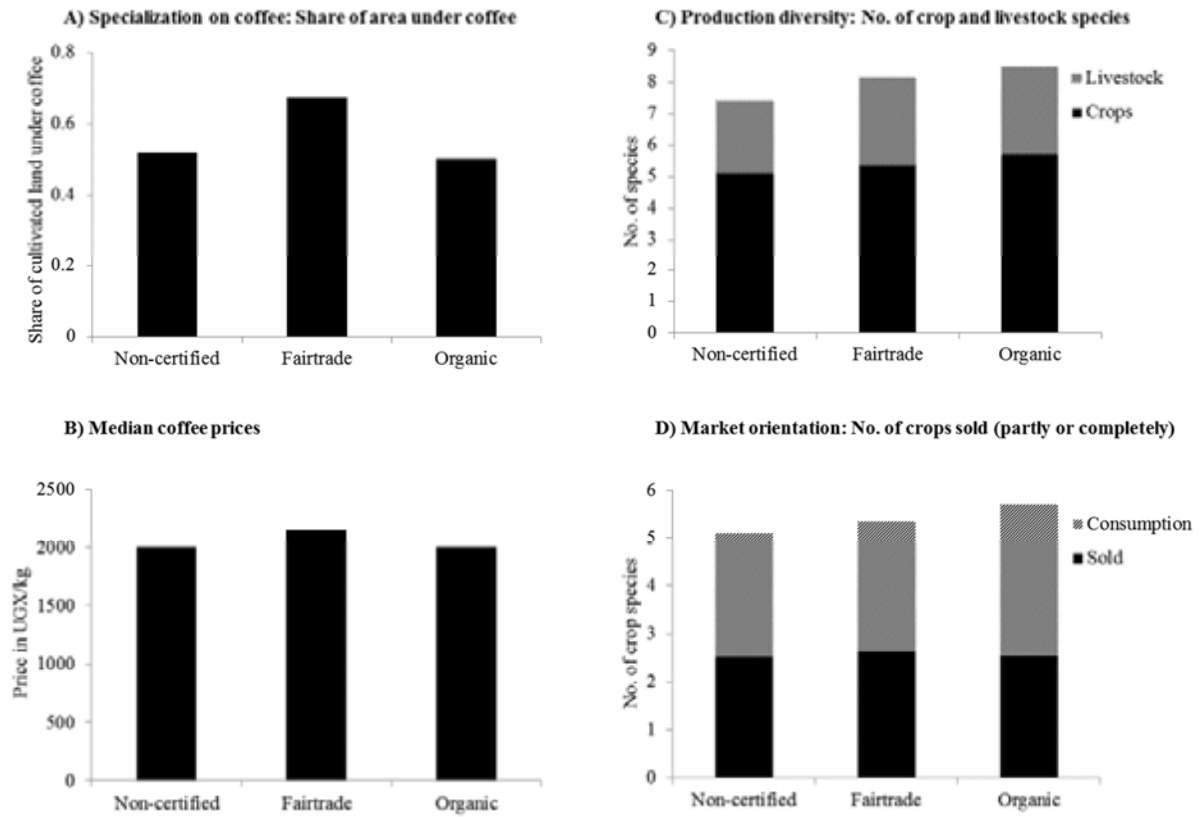 A) Specialization on coffee: Share of area under coffee
Share of cultivated land under coffee
0.8
0.6
0.4
0.2
0
Non-certified Fairtrade Organic
C) Production diversity: No. of crop and livestock species
No. of species
9
8
7
6
5
4
3
2
1
0
Livestock
Crops
Non-certified Fairtrade Organic
B) Median coffee prices
Price in UGX/kg
2500
2000
1500
1000
500
0
Non-certified Fairtrade Organic
D) Market orientation: No. of crops sold (partly or completely)
No. of crop species
6
5
4
3
2
1
0
Consumption
Sold
Non-certified Fairtrade Organic